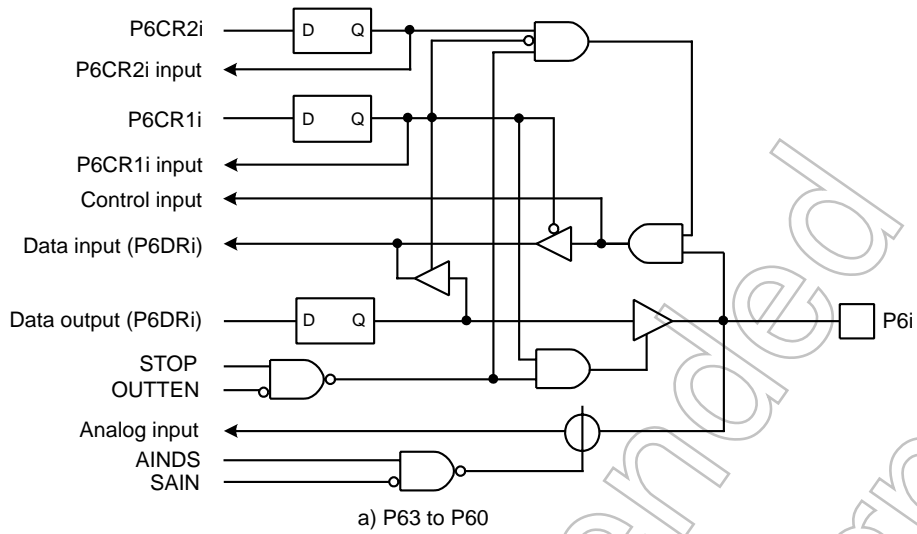 P6CR2i
D Q
P6CR2i input
P6CR1i
D Q
P6CR1i input
Control input
Data input (P6DRi)
Data output (P6DRi)
D Q
P6i
STOP
OUTTEN
Analog input
AINDS
SAIN
a) P63 to P60